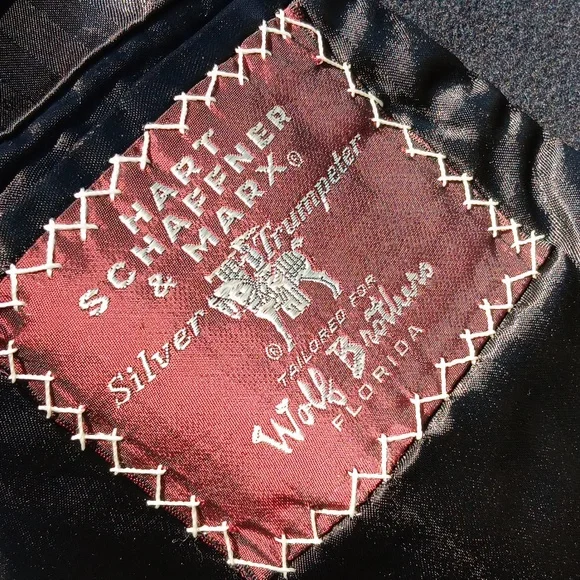 HART
SCHAFFNER
& MARX®
Silver Trumpeter
®
TAILORED FOR
Wolf Brothers
FLORIDA